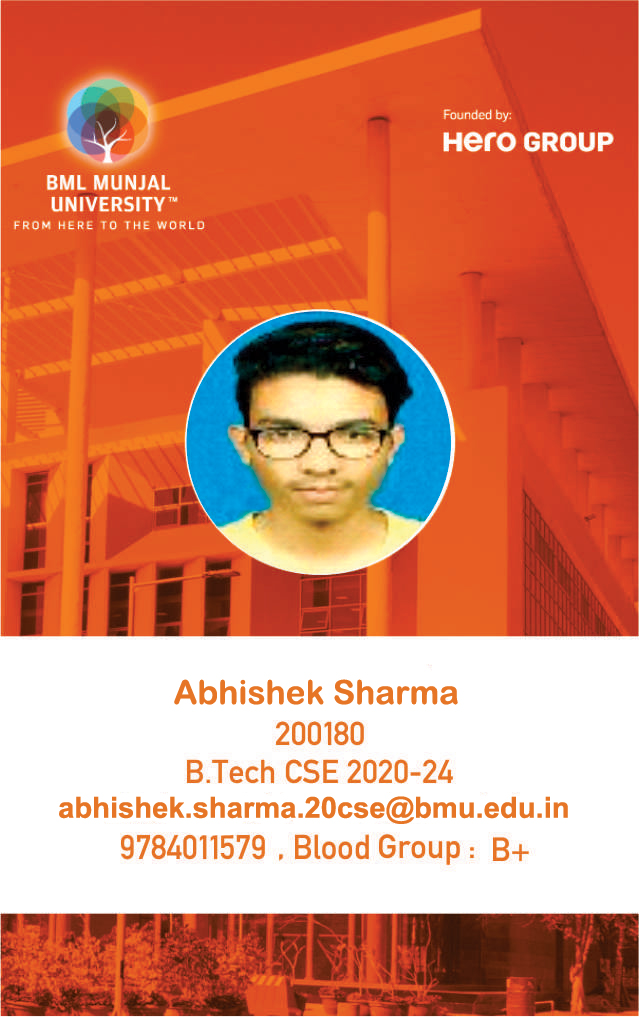 Founded by:
Hero GROUP
BML MUNJAL
UNIVERSITY™
FROM HERE TO THE WORLD
Abhishek Sharma
200180
B.Tech CSE 2020-24
abhishek.sharma.20cse@bmu.edu.in
9784011579 , Blood Group : B+